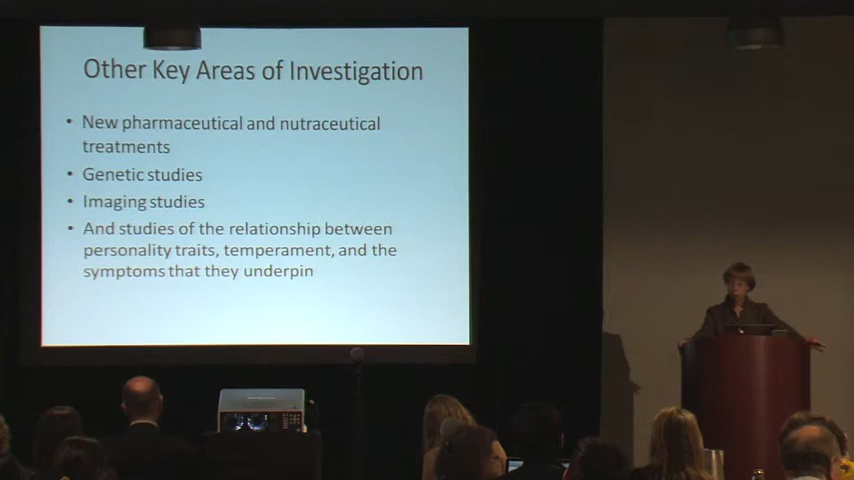 Other Key Areas of Investigation
• New pharmaceutical and nutraceutical
treatments
• Genetic studies
• Imaging studies
• And studies of the relationship between
personality traits, temperament, and the
symptoms that they underpin